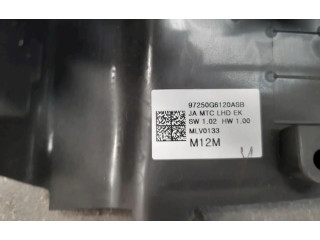 97250G6120ASB
JA MTC LHD EK
SW 1.02 HW 1.00
MLV0133
M12M